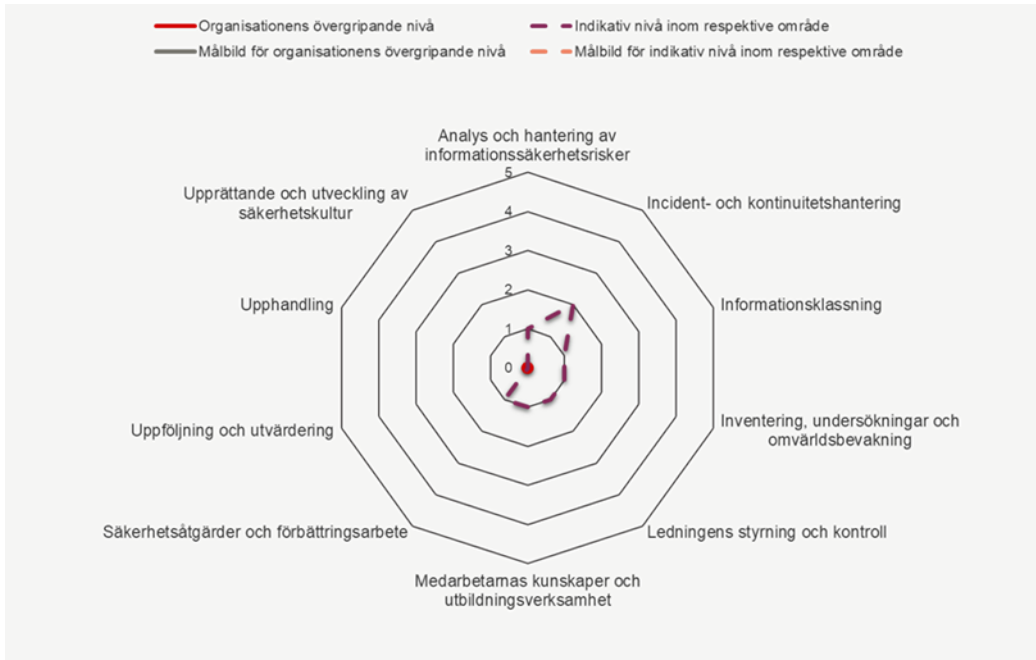 Organisationens övergripande nivå
Indikativ nivå inom respektive område
Målbild för organisationens övergripande nivå
Målbild för indikativ nivå inom respektive område
Analys och hantering av
informationssäkerhetsrisker
Upprättande och utveckling av
säkerhetskultur
Incident- och kontinuitetshantering
Upphandling
Informationsklassning
5
4
3
2
1
0
Uppföljning och utvärdering
Inventering, undersökningar och
omvärldsbevakning
Säkerhetsåtgärder och förbättringsarbete
Ledningens styrning och kontroll
Medarbetarnas kunskaper och
utbildningsverksamhet